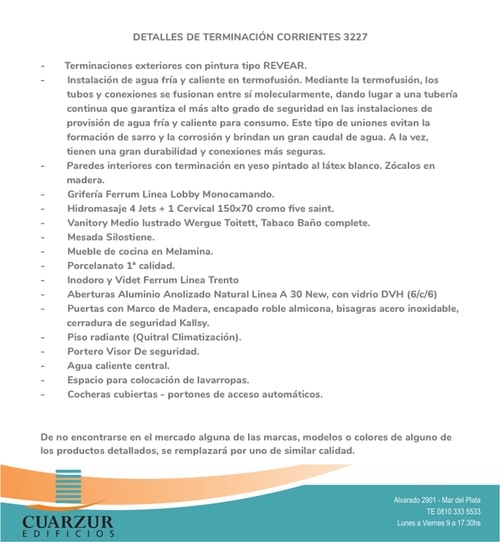 DETALLES DE TERMINACIÓN CORRIENTES 3227
- Terminaciones exteriores con pintura tipo REVEAR.
- Instalación de agua fría y caliente en termofusión. Mediante la termofusión, los
tubos y conexiones se fusionan entre sí molecularmente, dando lugar a una tubería
continua que garantiza el más alto grado de seguridad en las instalaciones de
provisión de agua fría y caliente para consumo. Este tipo de uniones evitan la
formación de sarro y la corrosión y brindan un gran caudal de agua. A la vez,
tienen una gran durabilidad y conexiones más seguras.
- Paredes interiores con terminación en yeso pintado al látex blanco. Zócalos en
madera.
- Grifería Ferrum Linea Lobby Monocamando.
- Hidromasaje 4 Jets + 1 Cervical 150x70 cromo five saint.
- Vanitory Medio lustrado Wergue Toitett, Tabaco Baño complete.
- Mesada Silostiene.
- Mueble de cocina en Melamina.
- Porcelanato 1ª calidad.
- Inodoro y Videt Ferrum Linea Trento
- Aberturas Aluminio Anolizado Natural Linea A 30 New, con vidrio DVH (6/c/6)
- Puertas con Marco de Madera, encapado roble almicona, bisagras acero inoxidable,
cerradura de seguridad Kallsy.
- Piso radiante (Quitral Climatización).
- Portero Visor De seguridad.
- Agua caliente central.
- Espacio para colocación de lavarropas.
- Cocheras cubiertas - portones de acceso automáticos.
De no encontrarse en el mercado alguna de las marcas, modelos o colores de alguno de
los productos detallados, se remplazará por uno de similar calidad.
Alvarado 2901 - Mar del Plata
TE 0810 333 5533
Lunes a Viernes 9 a 17.30hs
CUARZUR
EDIFICIOS